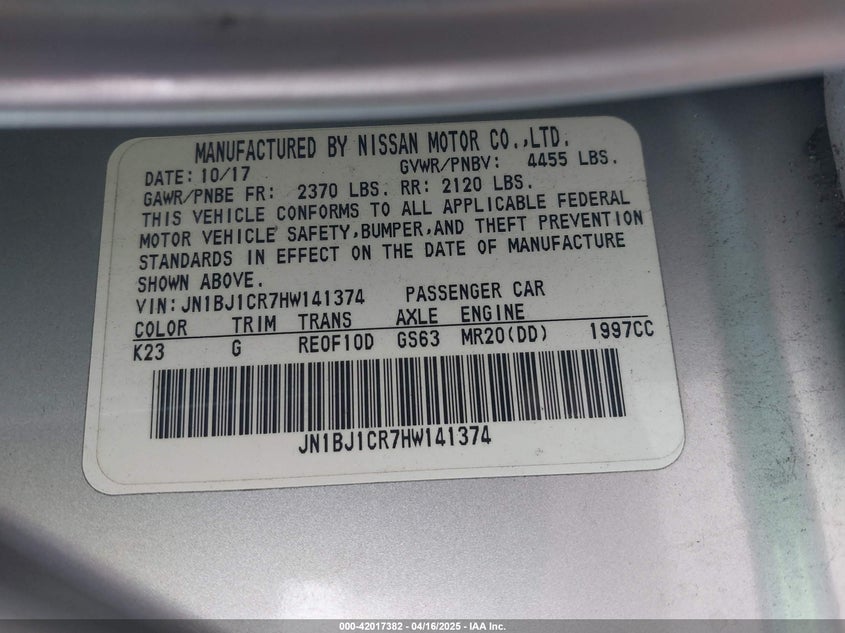 MANUFACTURED BY NISSAN MOTOR CO.,LTD.
DATE: 10/17 GVWR/PNBV: 4455 LBS.
GAWR/PNBE FR: 2370 LBS. RR: 2120 LBS.
THIS VEHICLE CONFORMS TO ALL APPLICABLE FEDERAL
MOTOR VEHICLE SAFETY,BUMPER,AND THEFT PREVENTION
STANDARDS IN EFFECT ON THE DATE OF MANUFACTURE
SHOWN ABOVE.
VIN:JN1BJ1CR7HW141374 PASSENGER CAR
COLOR TRIM TRANS AXLE ENGINE
K23 G RE0F10D GS63 MR20(DD) 1997CC
JN1BJ1CR7HW141374
000-42017382 - 04/16/2025 - IAA Inc.